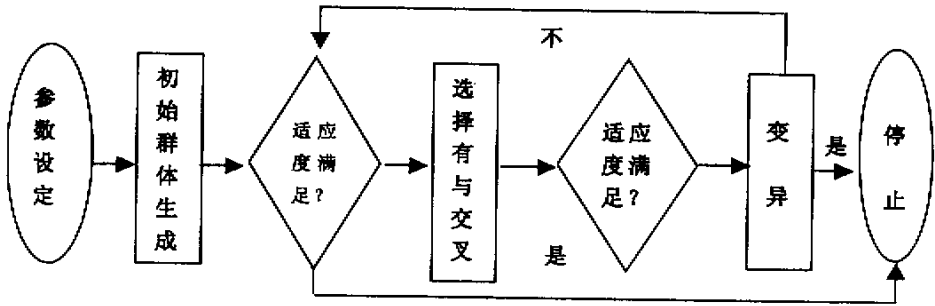 不
参数设定
初始群体生成
适应
度满
足?
选择有与交叉
适应
度满
足?
变异
是
停止
是